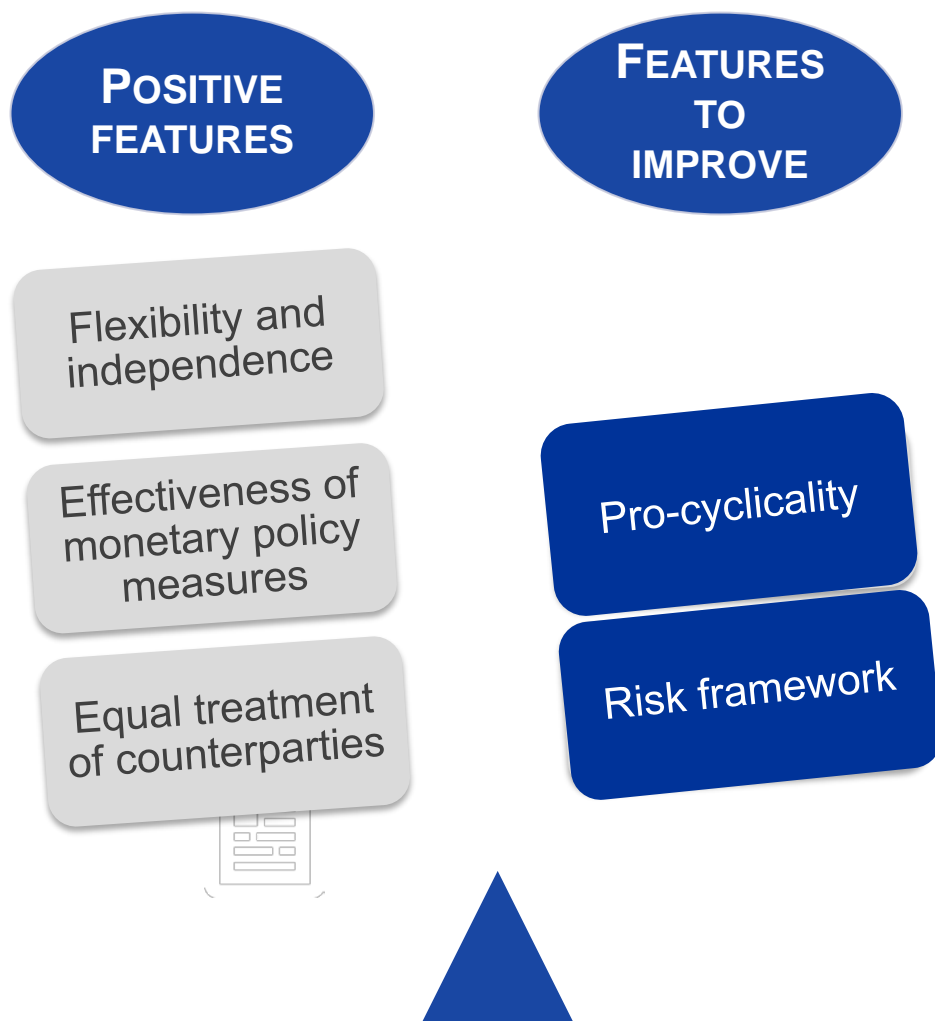 POSITIVE
FEATURES
Flexibility and
independence
Effectiveness of
monetary policy
measures
Equal treatment
of counterparties
FEATURES
TO
IMPROVE
Pro-cyclicality
Risk framework